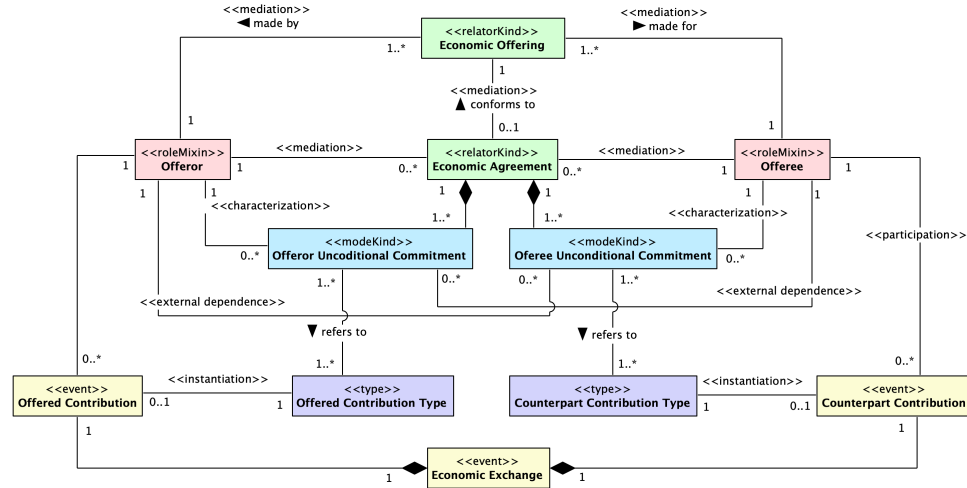 <<mediation>>
◀ made by
<<mediation>>
▶ made for
<<relatorKind>>
Economic Offering
1..*
1..*
1
<<mediation>>
▲ conforms to
0..1
1
1
<<roleMixin>>
Offeror
<<mediation>>
<<relatorKind>>
Economic Agreement
<<mediation>>
<<roleMixin>>
Offeree
1
1
0..*
0..*
1
1
1
1
1
1
1
1
<<characterization>>
1..*
1..*
<<characterization>>
<<participation>>
<<modeKind>>
Offeror Uncoditional Commitment
<<modeKind>>
Oferee Unconditional Commitment
0..*
0..*
1..*
0..*
0..*
1..*
<<external dependence>>
<<external dependence>>
▼ refers to
▼ refers to
0..*
1..*
1..*
0..*
<<event>>
Offered Contribution
<<instantiation>>
0..1
1
<<type>>
Offered Contribution Type
<<type>>
Counterpart Contribution Type
<<instantiation>>
1
0..1
<<event>>
Counterpart Contribution
1
1
<<event>>
Economic Exchange
1
1